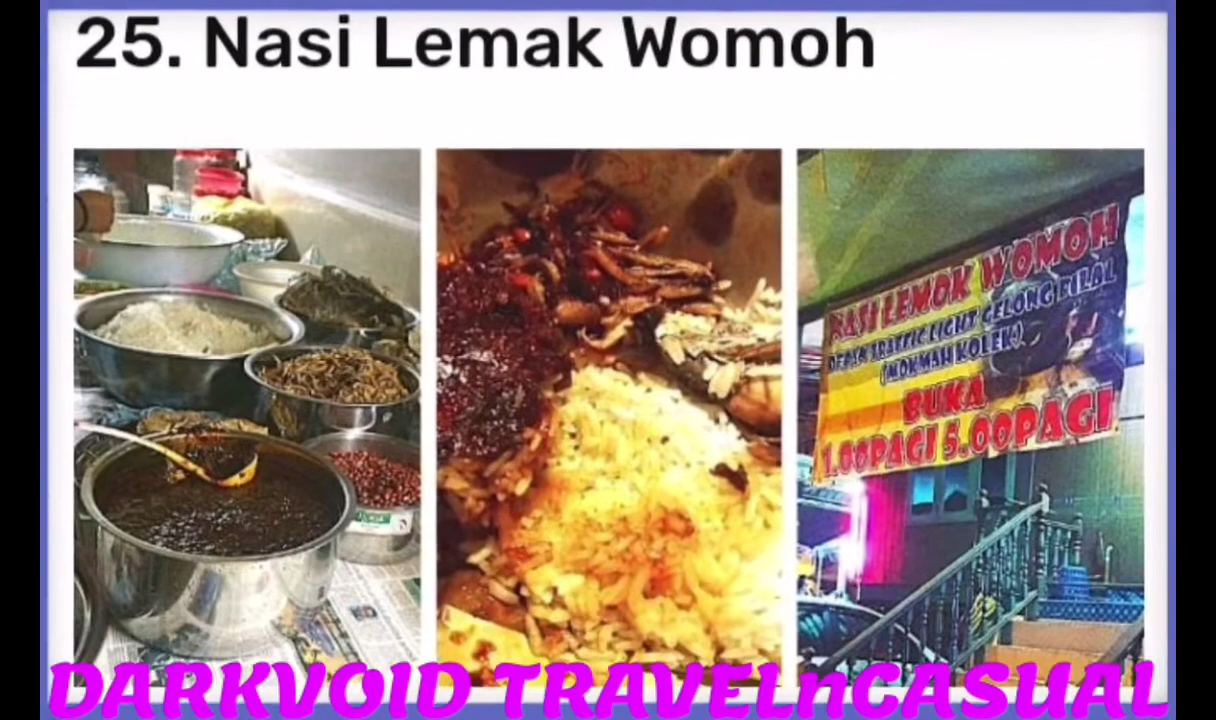 25. Nasi Lemak Womoh
NASI LEMOK WOMOH
DEPAN TRAFFIC LIGHT GELONG BILAL
(MOK MAH KOLEK)
BUKA
1.00PAGI 5.00PAGI
DARKVOID TRAVELnCASUAL